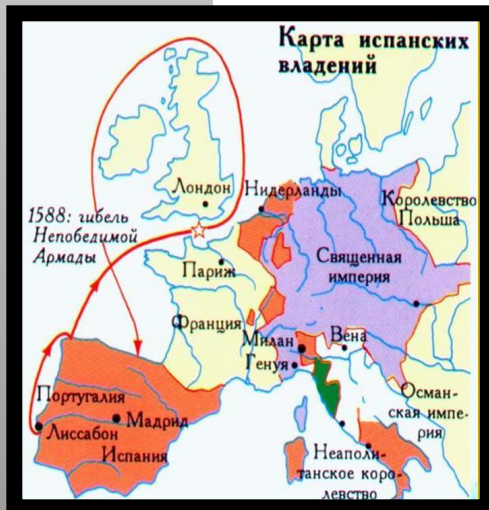 Карта испанских
владений
Лондон
Нидерланды
Королевство
Польша
1588: гибель
Непобедимой
Армады
Париж
Священная
империя
Франция
Милан
Вена
Генуя
Португалия
Мадрид
Лиссабон
Испания
Осман-
ская импе-
рия
Неаполи-
танское коро-
левство